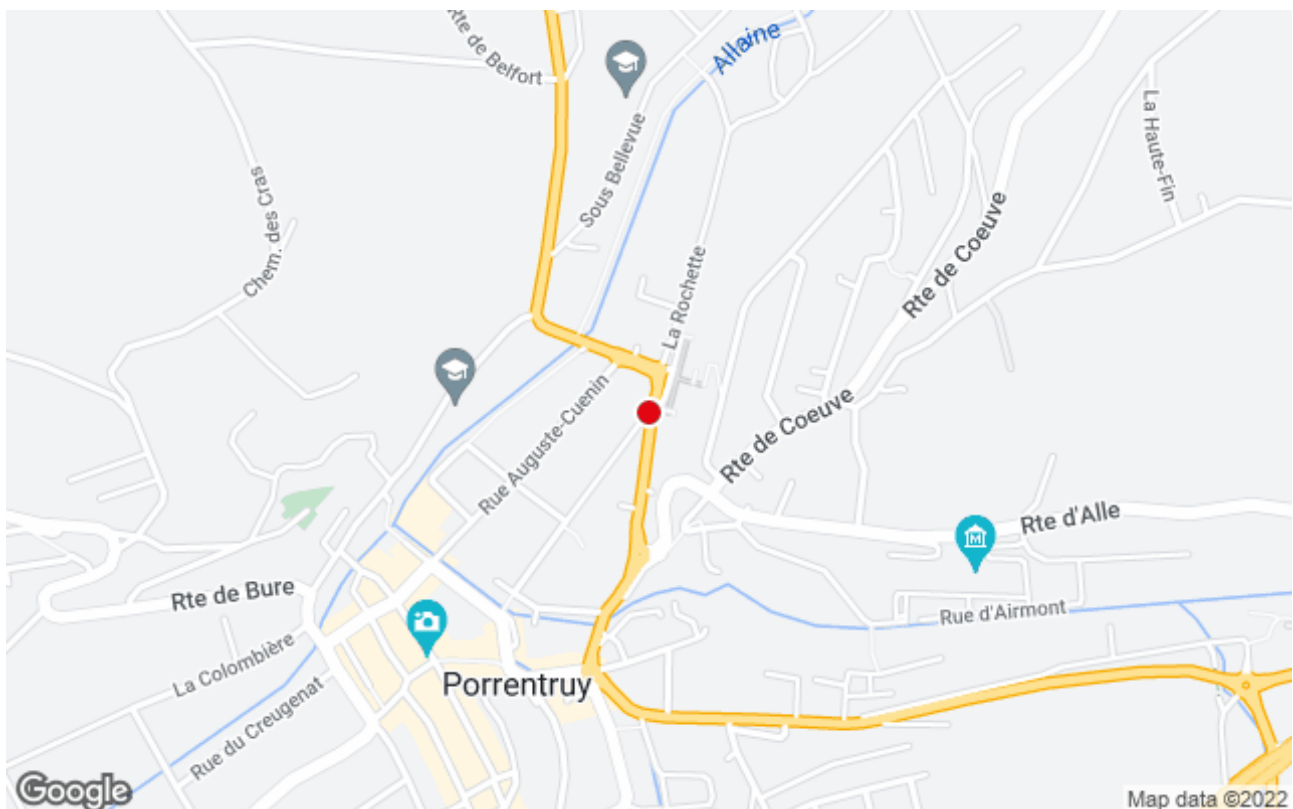 Rte de Belfort
Allaine
La Haute-Fin
Sous Bellevue
Chem. des Cras
Rte de Coeuve
La Rochette
Rue Auguste-Cuenin
Rte de Coeuve
Rte d'Alle
Rte de Bure
Rue d'Airmont
La Colombière
Porrentruy
Rue du Creugenat
Google
Map data ©2022